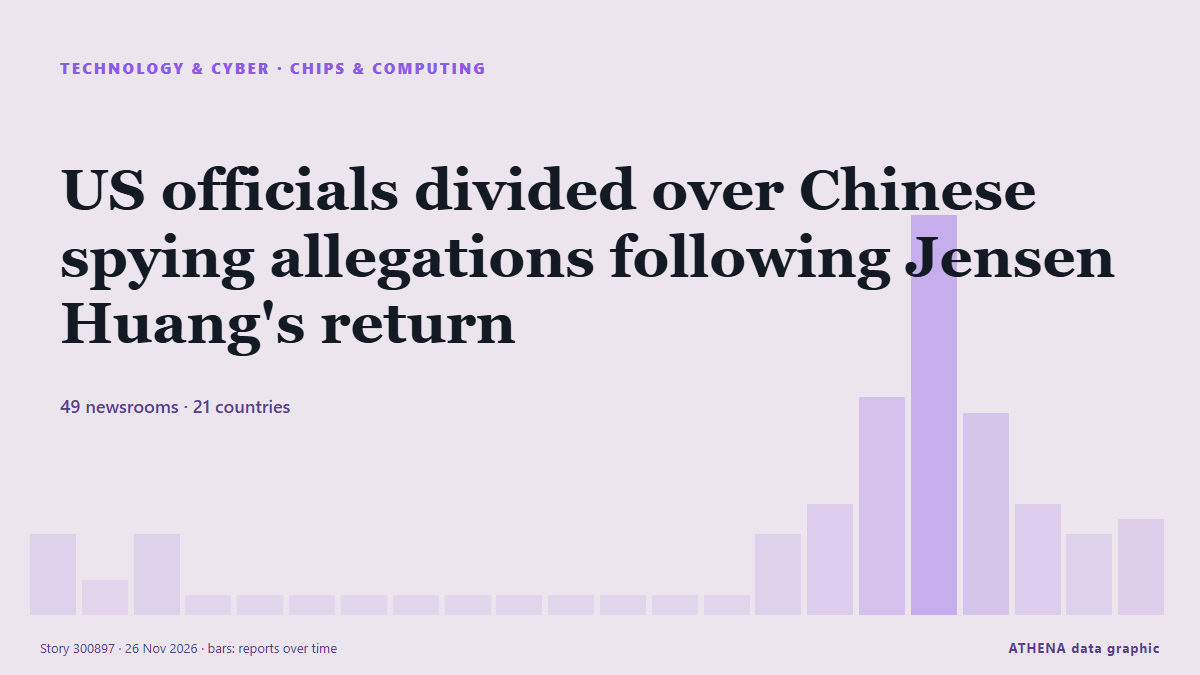 TECHNOLOGY & CYBER · CHIPS & COMPUTING
US officials divided over Chinese
spying allegations following Jensen
Huang's return
49 newsrooms · 21 countries
Story 300897 · 26 Nov 2026 · bars: reports over time
ATHENA data graphic